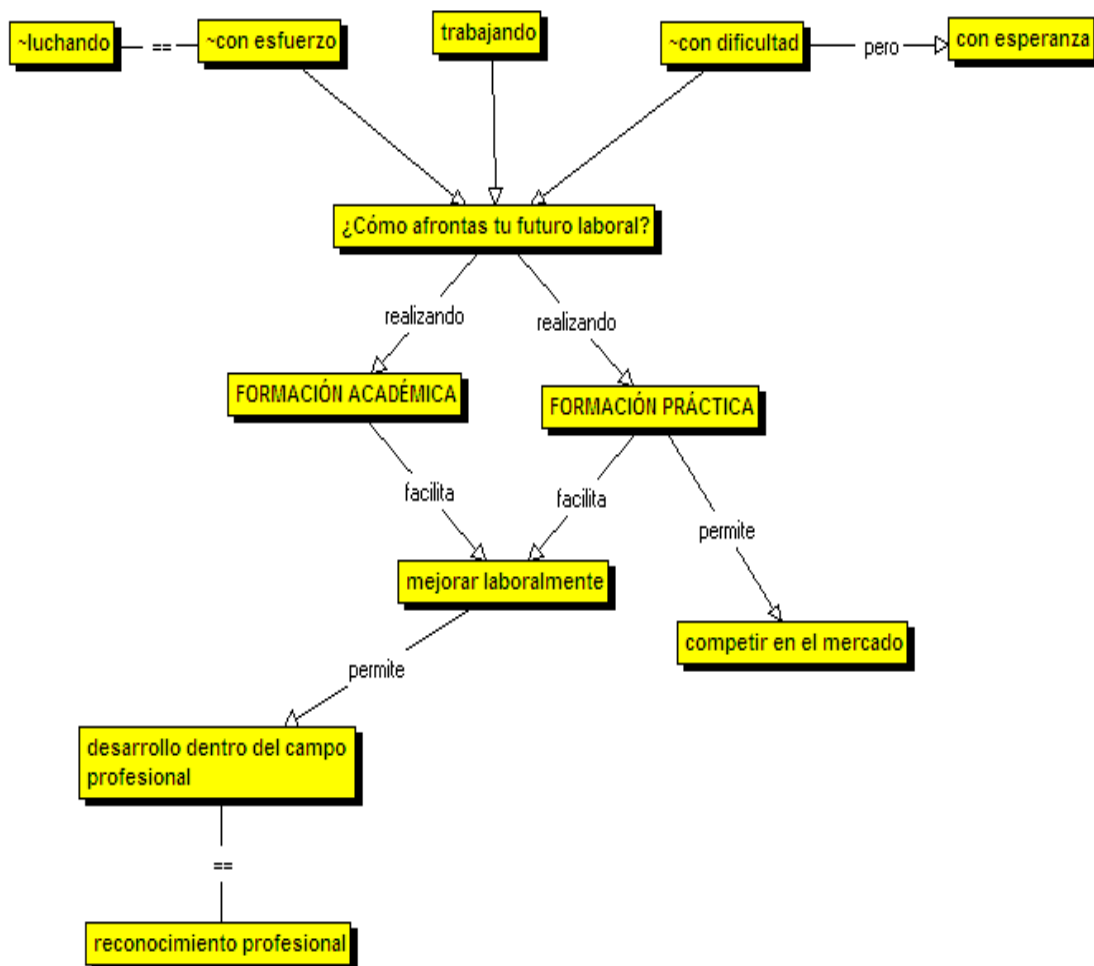 ~luchando
==
~con esfuerzo
trabajando
~con dificultad
pero
con esperanza
¿Cómo afrontas tu futuro laboral?
realizando
realizando
FORMACIÓN ACADÉMICA
FORMACIÓN PRÁCTICA
facilita
facilita
permite
mejorar laboralmente
competir en el mercado
permite
desarrollo dentro del campo
profesional
==
reconocimiento profesional